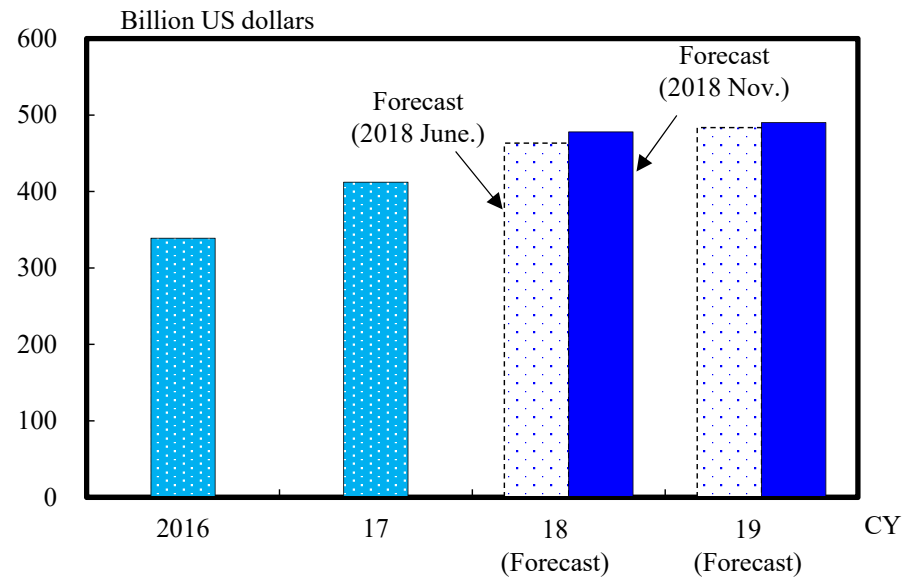 Billion US dollars
600
500
400
300
200
100
0
Forecast
(2018 June.)
Forecast
(2018 Nov.)
2016
17
18
(Forecast)
19
(Forecast)
CY